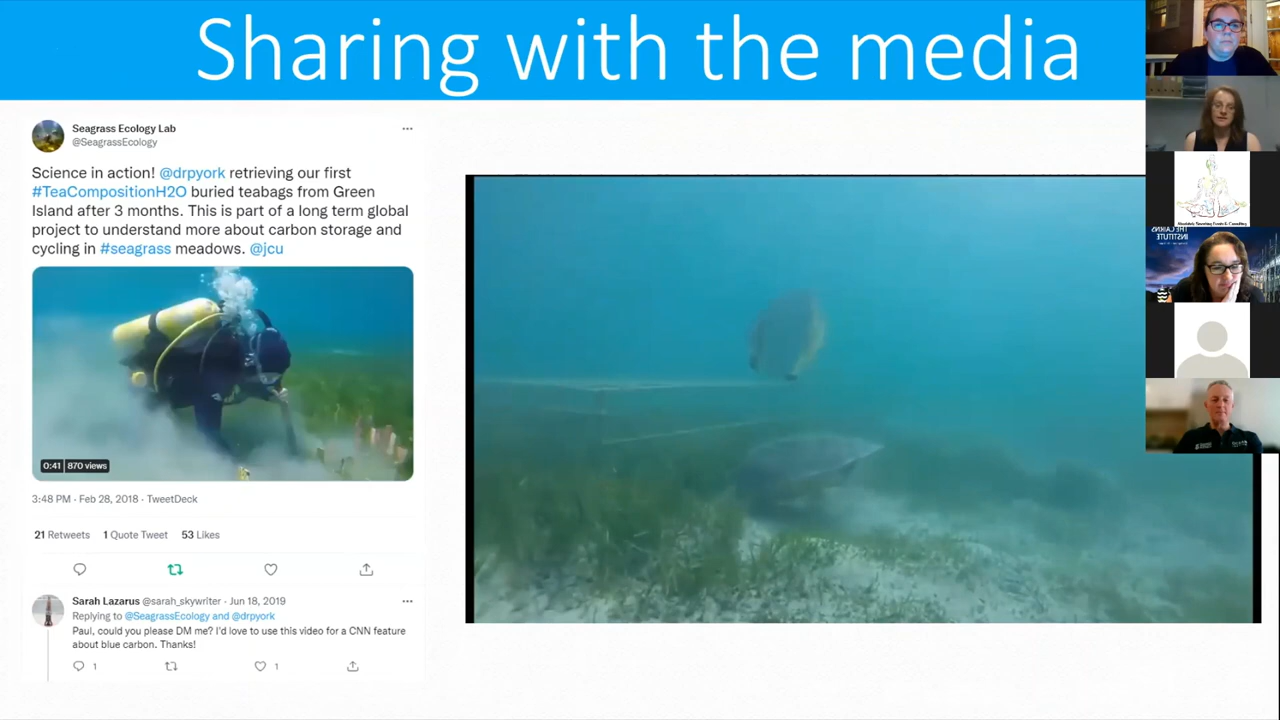 Sharing with the media
Seagrass Ecology Lab
@SeagrassEcology
Science in action! @drpyork retrieving our first
#TeaCompositionH2O buried teabags from Green
Island after 3 months. This is part of a long term global
project to understand more about carbon storage and
cycling in #seagrass meadows. @jcu
0:41 870 views
3:48 PM · Feb 28, 2018 · TweetDeck
21 Retweets 1 Quote Tweet 53 Likes
Sarah Lazarus @sarah_skywriter · Jun 18, 2019
Replying to @SeagrassEcology and @drpyork
Paul, could you please DM me? I'd love to use this video for a CNN feature
about blue carbon. Thanks!
1 1
THE CAIRNS
INSTITUTE